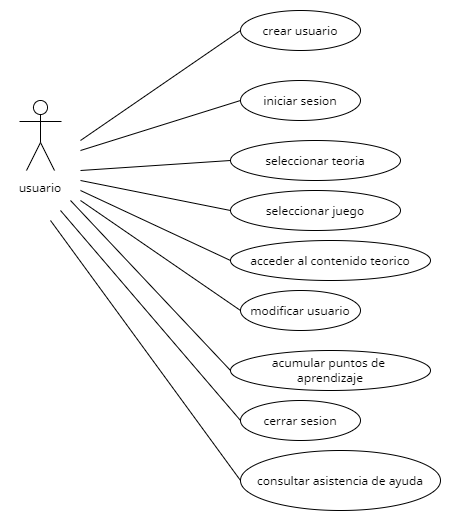 crear usuario
iniciar sesion
usuario
seleccionar teoria
seleccionar juego
acceder al contenido teorico
modificar usuario
acumular puntos de
aprendizaje
cerrar sesion
consultar asistencia de ayuda